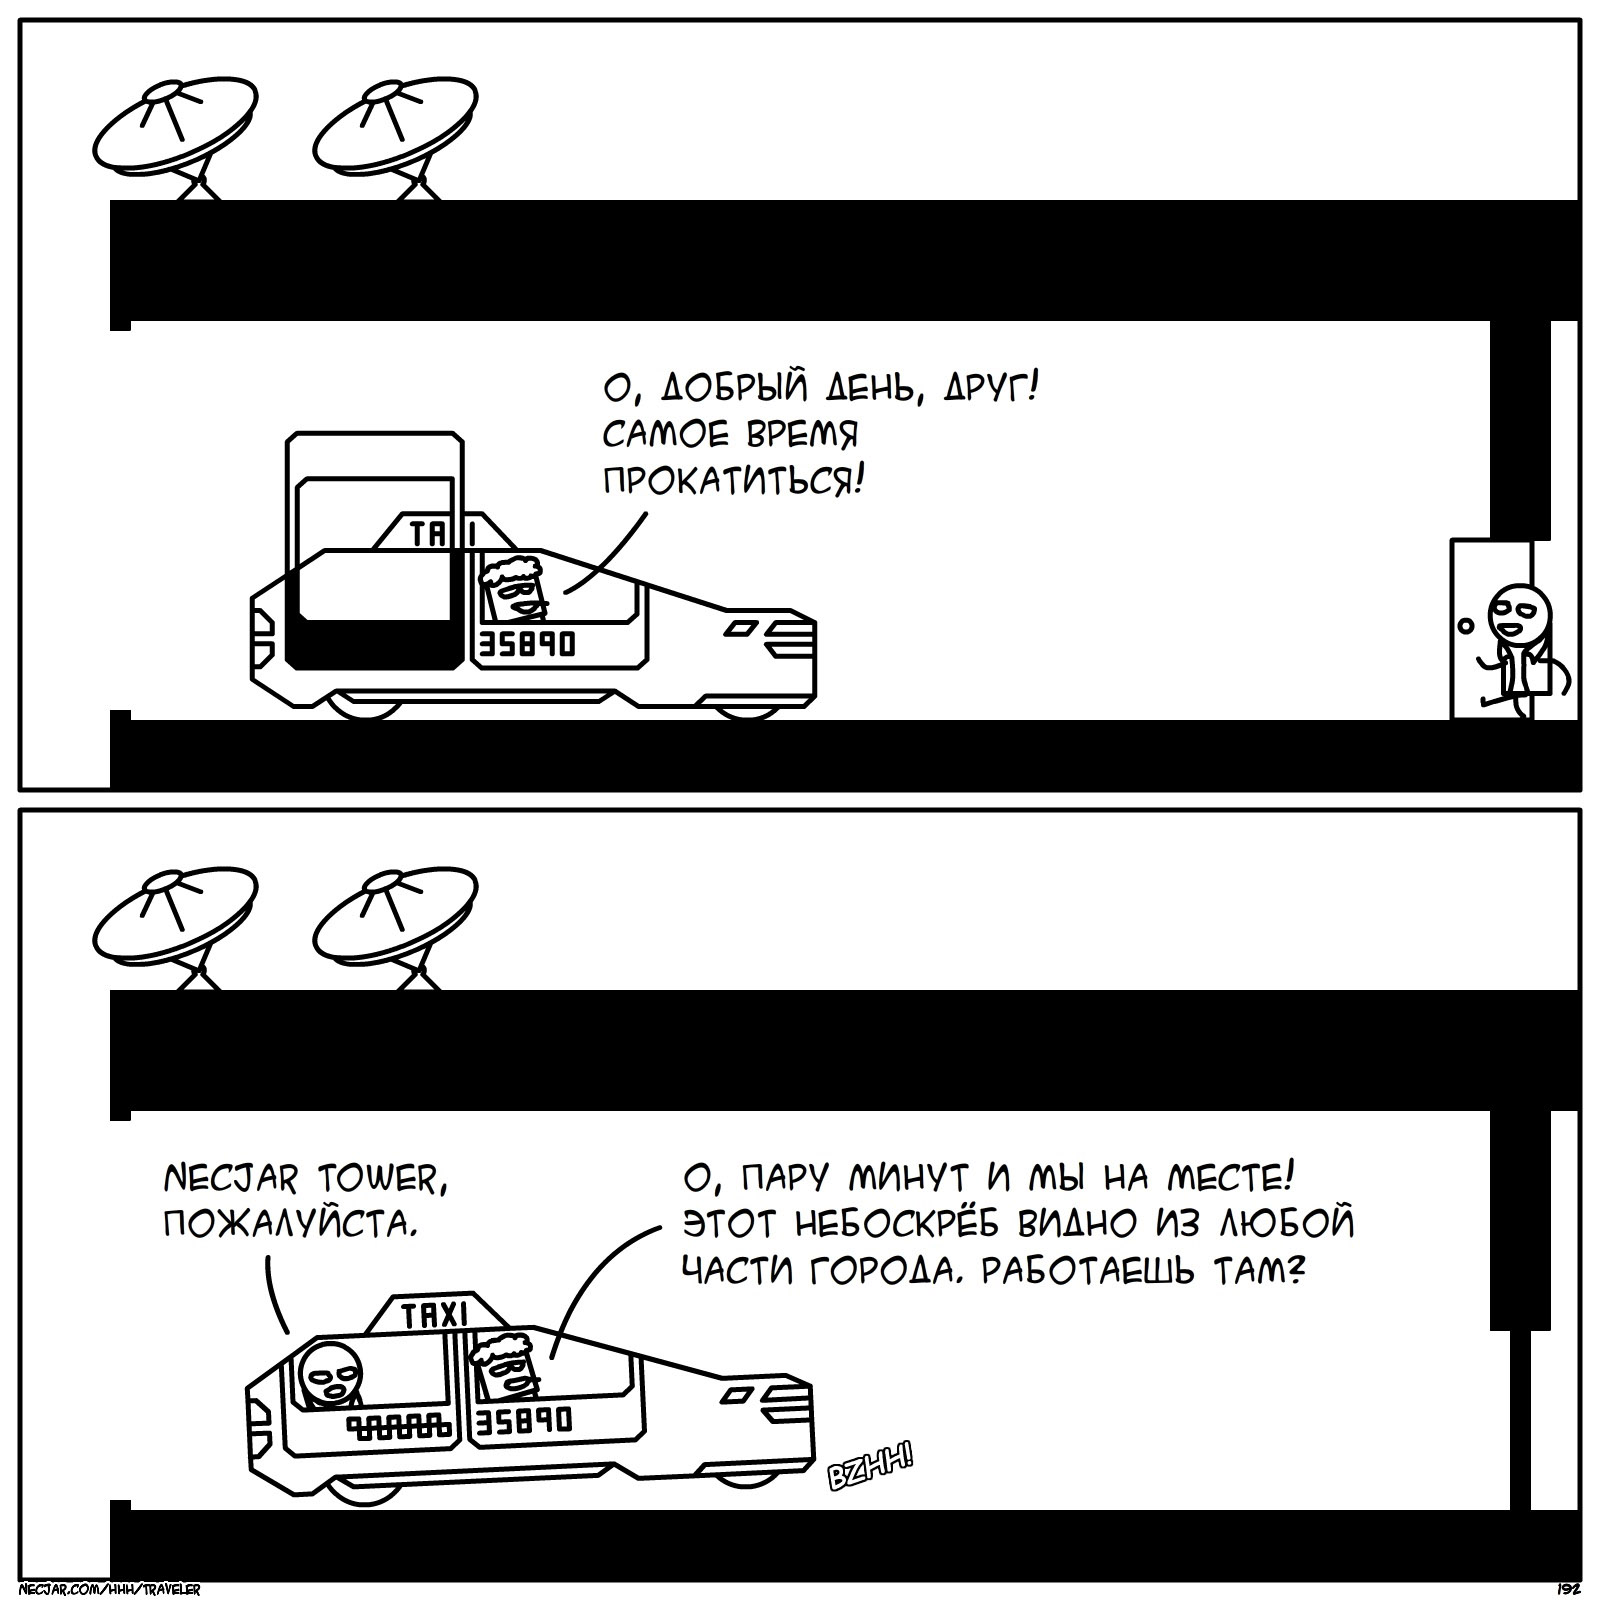 О, ДОБРЫЙ ДЕНЬ, ДРУГ!
САМОЕ ВРЕМЯ
ПРОКАТИТЬСЯ!
TA I
35890
NECJAR TOWER,
ПОЖАЛУЙСТА.
О, ПАРУ МИНУТ И МЫ НА МЕСТЕ!
ЭТОТ НЕБОСКРЁБ ВИДНО ИЗ ЛЮБОЙ
ЧАСТИ ГОРОДА. РАБОТАЕШЬ ТАМ?
TAXI
35890
BZHH!
NECJAR.COM/HHH/TRAVELER
192